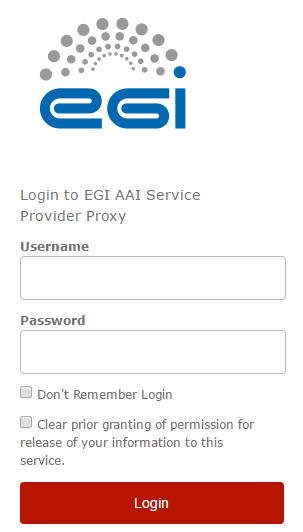 egi
Login to EGI AAI Service
Provider Proxy
Username
Password
Don't Remember Login
Clear prior granting of permission for
release of your information to this
service.
Login